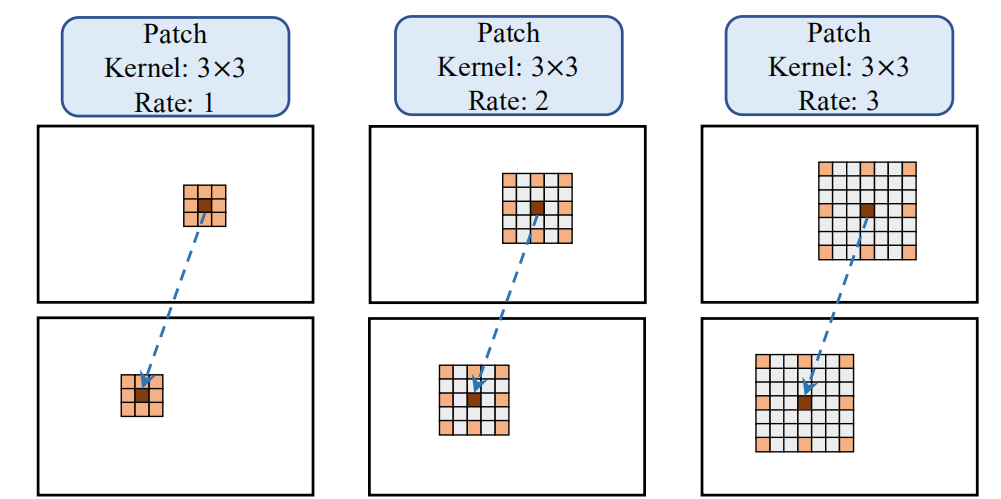 Patch
Kernel: 3×3
Rate: 1
Patch
Kernel: 3×3
Rate: 2
Patch
Kernel: 3×3
Rate: 3